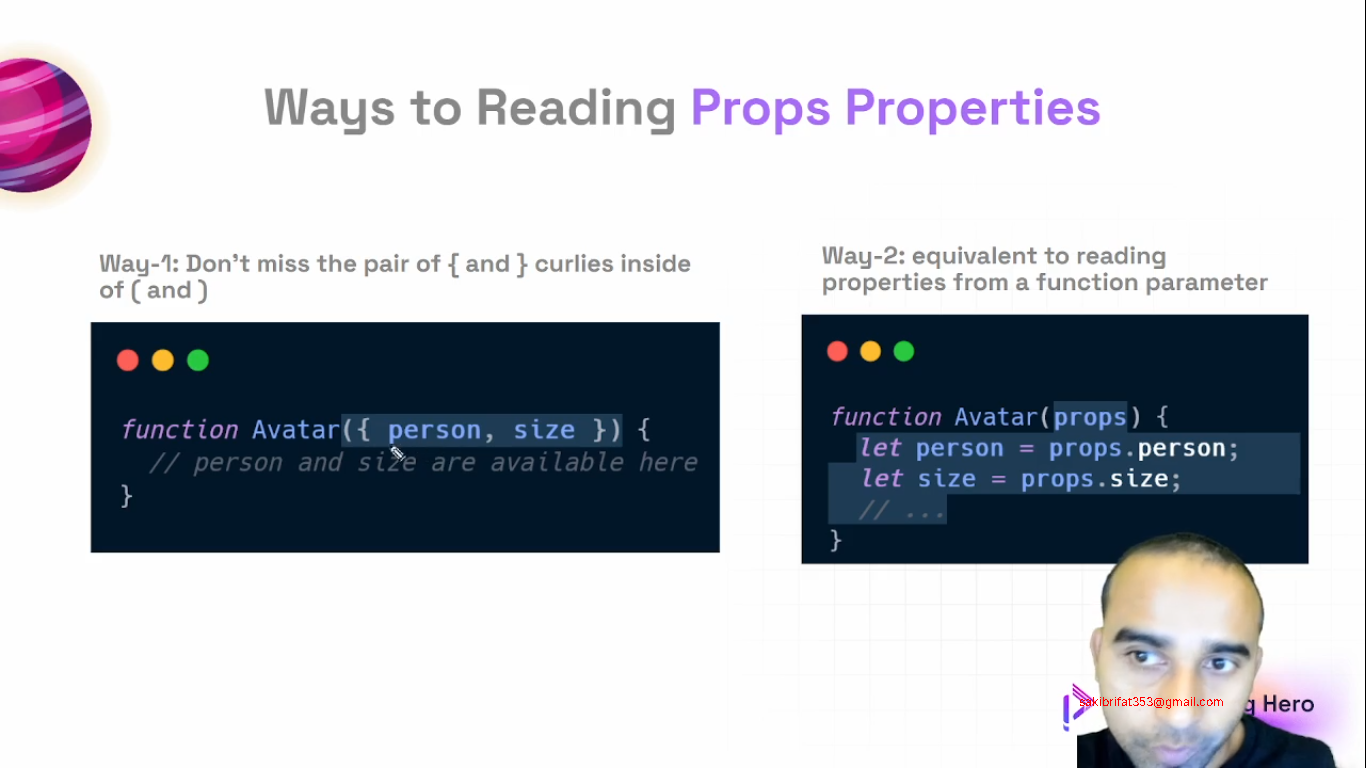 Ways to Reading Props Properties
Way-1: Don't miss the pair of { and } curlies inside
of ( and )
function Avatar({ person, size }) {
// person and size are available here
}
Way-2: equivalent to reading
properties from a function parameter
function Avatar(props) {
let person = props.person;
let size = props.size;
// ...
}
sakibrifat353@gmail.com
g Hero